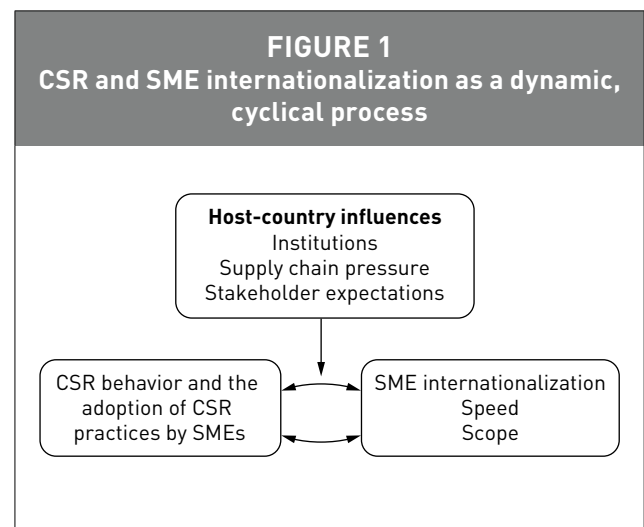 FIGURE 1
CSR and SME internationalization as a dynamic,
cyclical process
Host-country influences
Institutions
Supply chain pressure
Stakeholder expectations
CSR behavior and the
adoption of CSR
practices by SMEs
SME internationalization
Speed
Scope